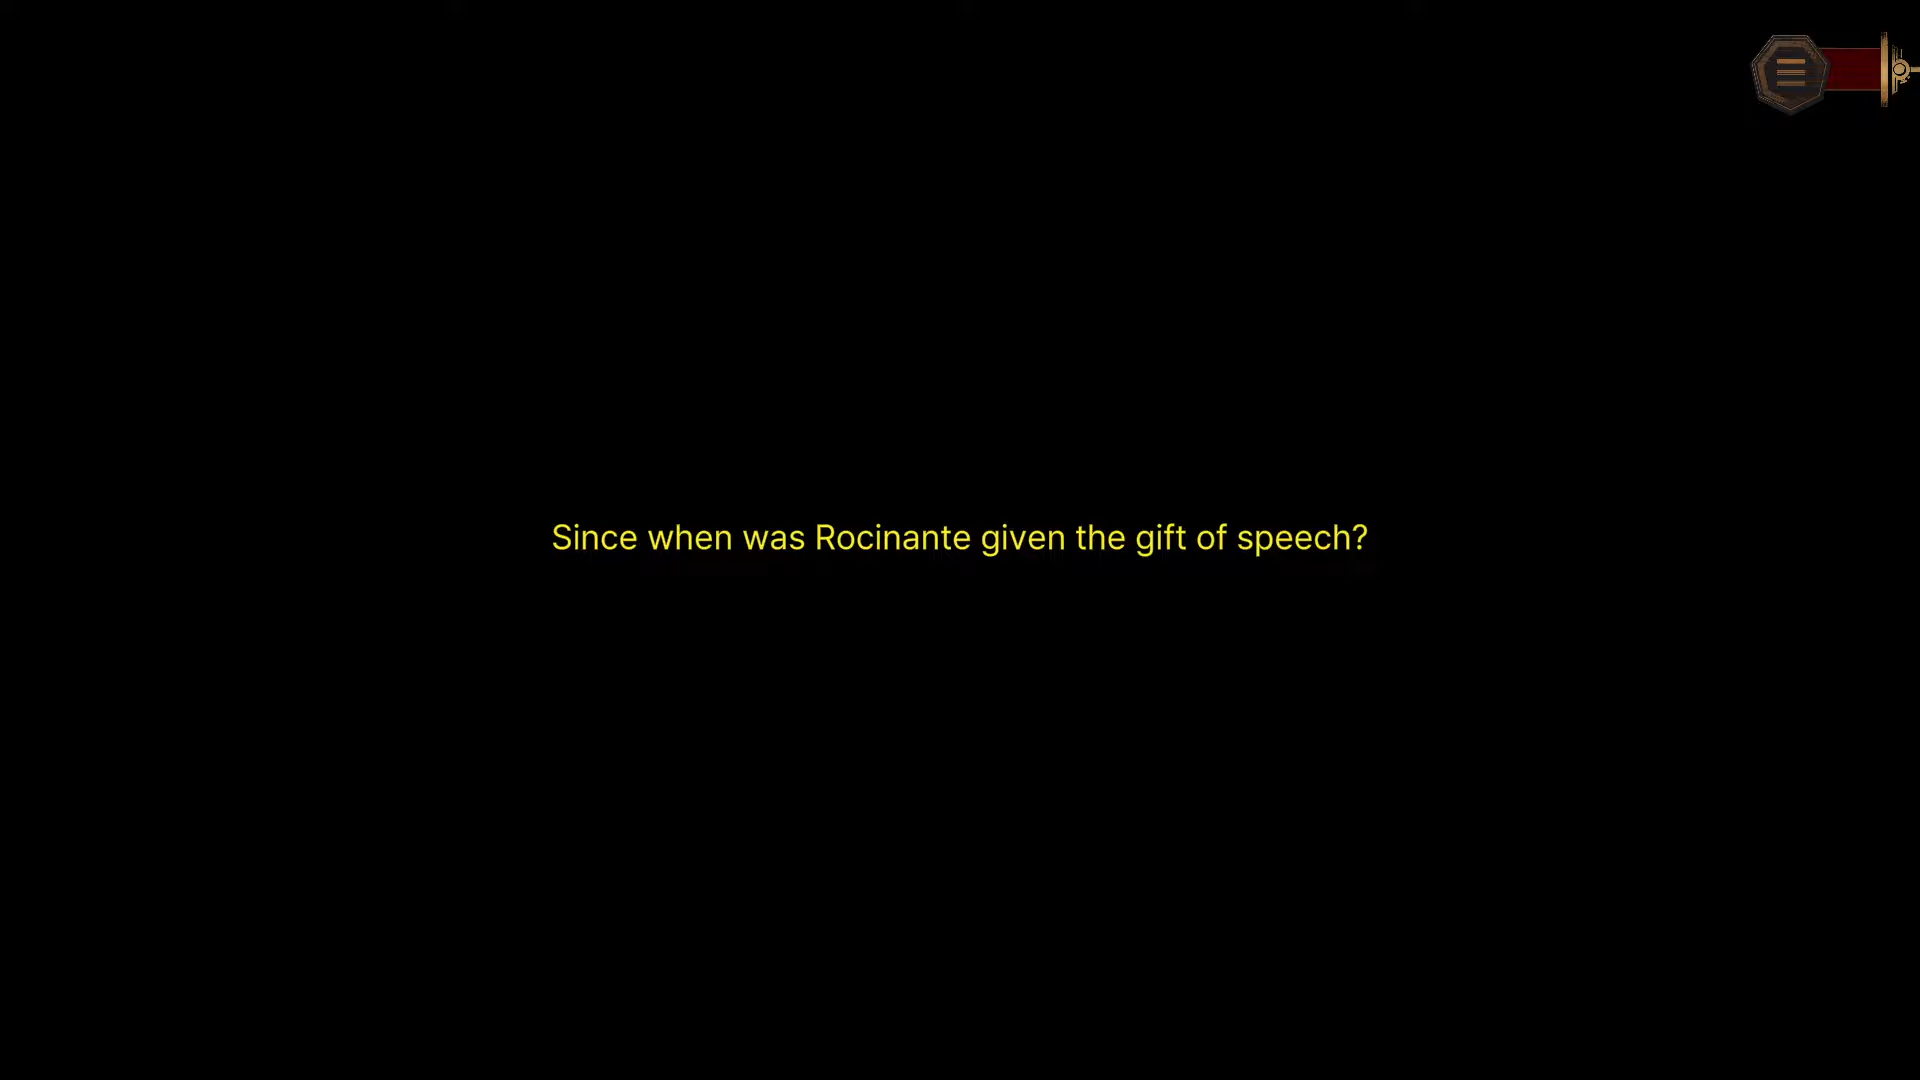 Since when was Rocinante given the gift of speech?